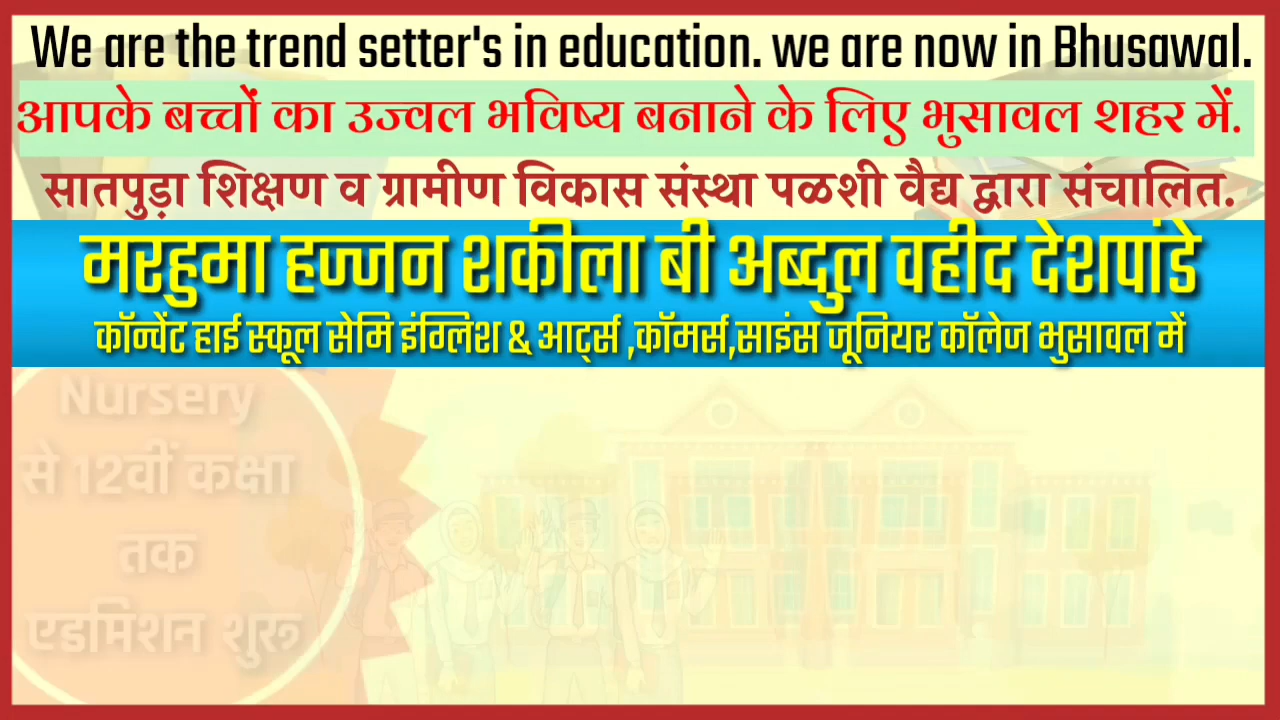 We are the trend setter's in education. we are now in Bhusawal.
आपके बच्चों का उज्वल भविष्य बनाने के लिए भुसावल शहर में.
सातपुड़ा शिक्षण व ग्रामीण विकास संस्था पळशी वैद्य द्वारा संचालित.
मरहुमा हज्जन शकीला बी अब्दुल वहीद देशपांडे
कॉन्वेंट हाई स्कूल सेमि इंग्लिश & आर्ट्स ,कॉमर्स,साइंस जूनियर कॉलेज भुसावल में
Nursery
से 12वीं कक्षा
तक
एडमिशन शुरू